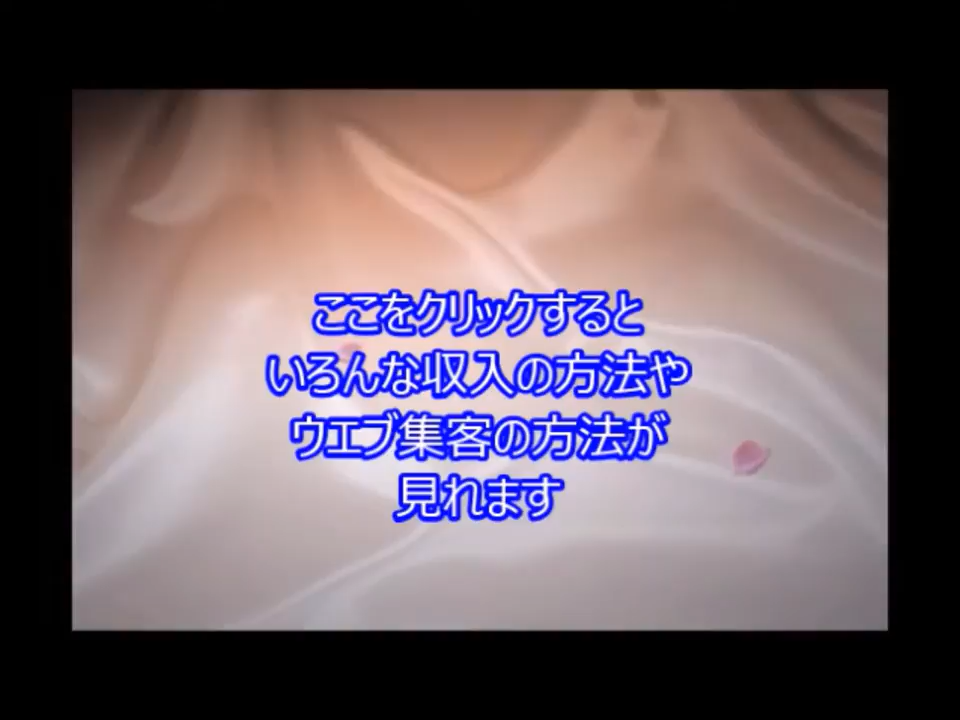 ここをクリックすると
いろんな収入の方法や
ウエブ集客の方法が
見れます